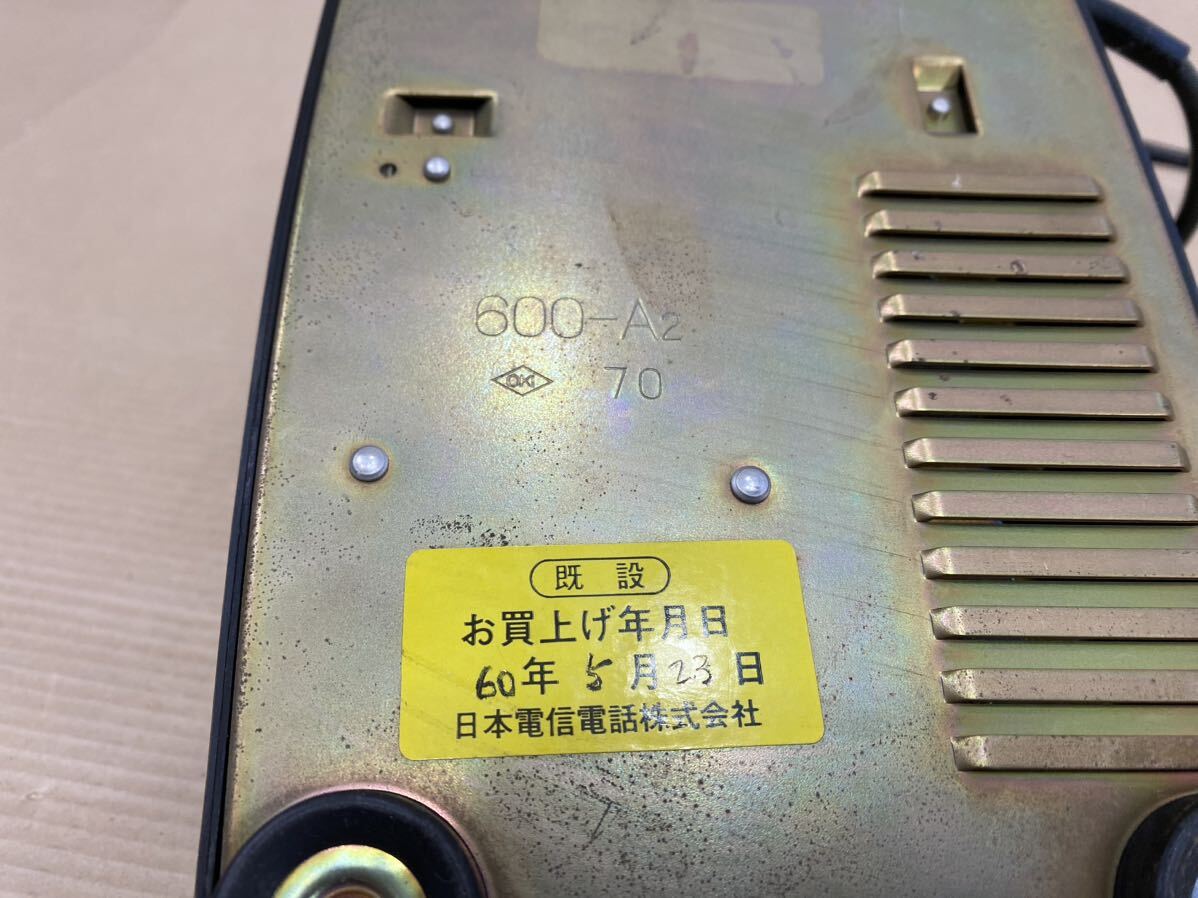 600-A2
OKI 70
既設
お買上げ年月日
60年5月23日
日本電信電話株式会社